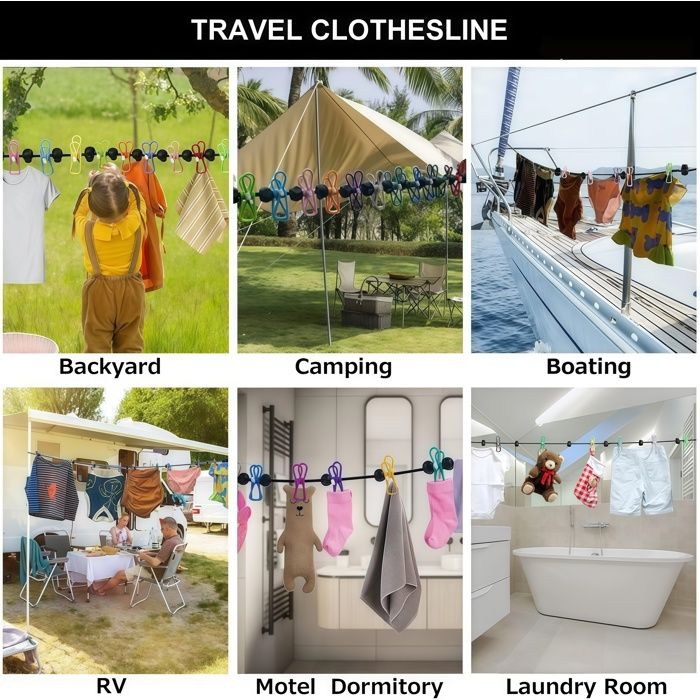 TRAVEL CLOTHESLINE
Backyard
Camping
Boating
RV
Motel Dormitory
Laundry Room